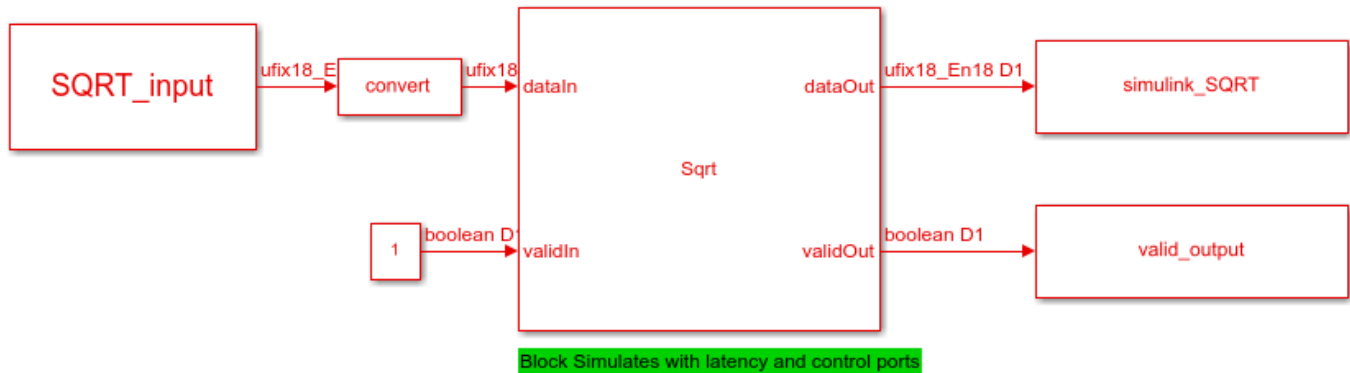 SQRT_input
ufix18_E
convert
ufix18
dataIn
dataOut
ufix18_En18 D1
simulink_SQRT
Sqrt
1
boolean D1
validIn
validOut
boolean D1
valid_output
Block Simulates with latency and control ports